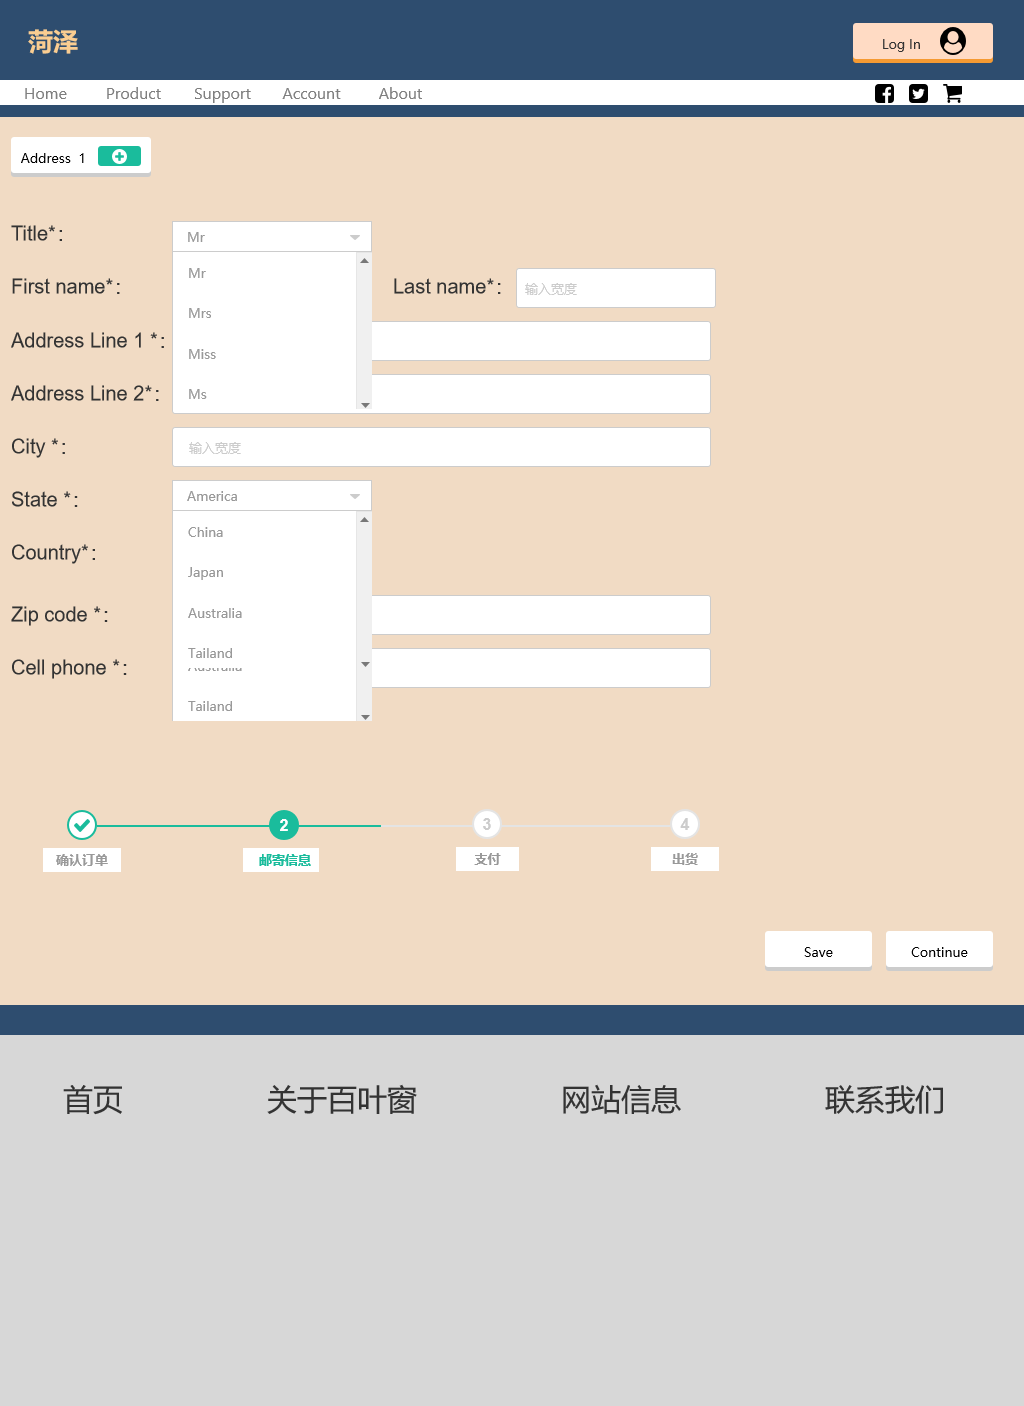 菏泽
Log In
Home Product Support Account About
Address 1
Title*:
Mr
Mr
Mrs
Miss
Ms
First name*:
Last name*:
输入宽度
Address Line 1 *:
Address Line 2*:
City *:
输入宽度
State *:
America
China
Japan
Australia
Tailand
Australia
Tailand
Country*:
Zip code *:
Cell phone *:
2 3 4
确认订单 邮寄信息 支付 出货
Save Continue
首页 关于百叶窗 网站信息 联系我们